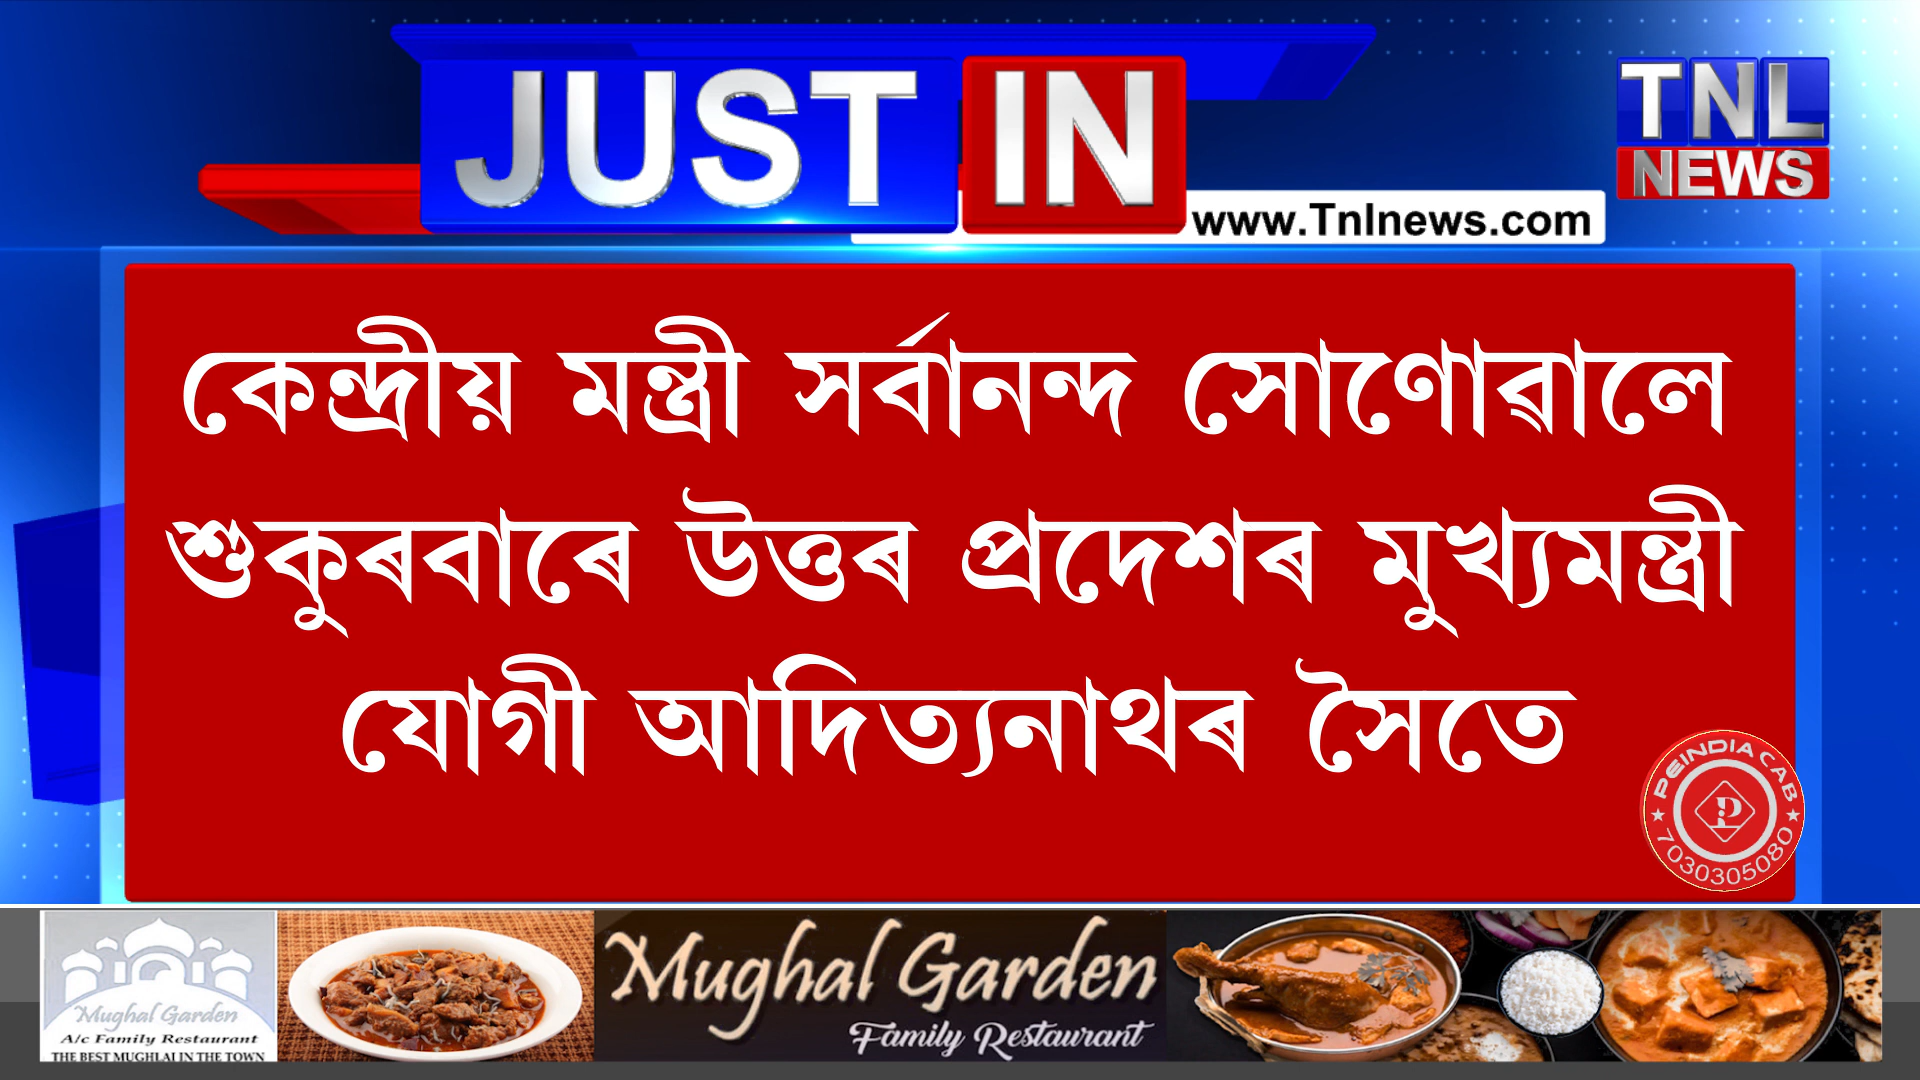 JUST IN
TNL
NEWS
www.Tnlnews.com
কেন্দ্ৰীয় মন্ত্ৰী সৰ্বানন্দ সোণোৱালে
শুকুৰবাৰে উত্তৰ প্ৰদেশৰ মুখ্যমন্ত্ৰী
যোগী আদিত্যনাথৰ সৈতে
PEINDIA CAB
P
7030305080
Mughal Garden
A/c Family Restaurant
THE BEST MUGHLAI IN THE TOWN
Mughal Garden
Family Restaurant